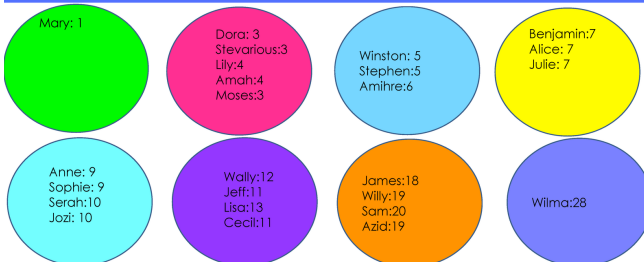 Mary: 1
Dora: 3
Stevarious:3
Lily:4
Amah:4
Moses:3
Winston: 5
Stephen:5
Amihre:6
Benjamin:7
Alice: 7
Julie: 7
Anne: 9
Sophie: 9
Serah:10
Jozi: 10
Wally:12
Jeff:11
Lisa:13
Cecil:11
James:18
Willy:19
Sam:20
Azid:19
Wilma:28